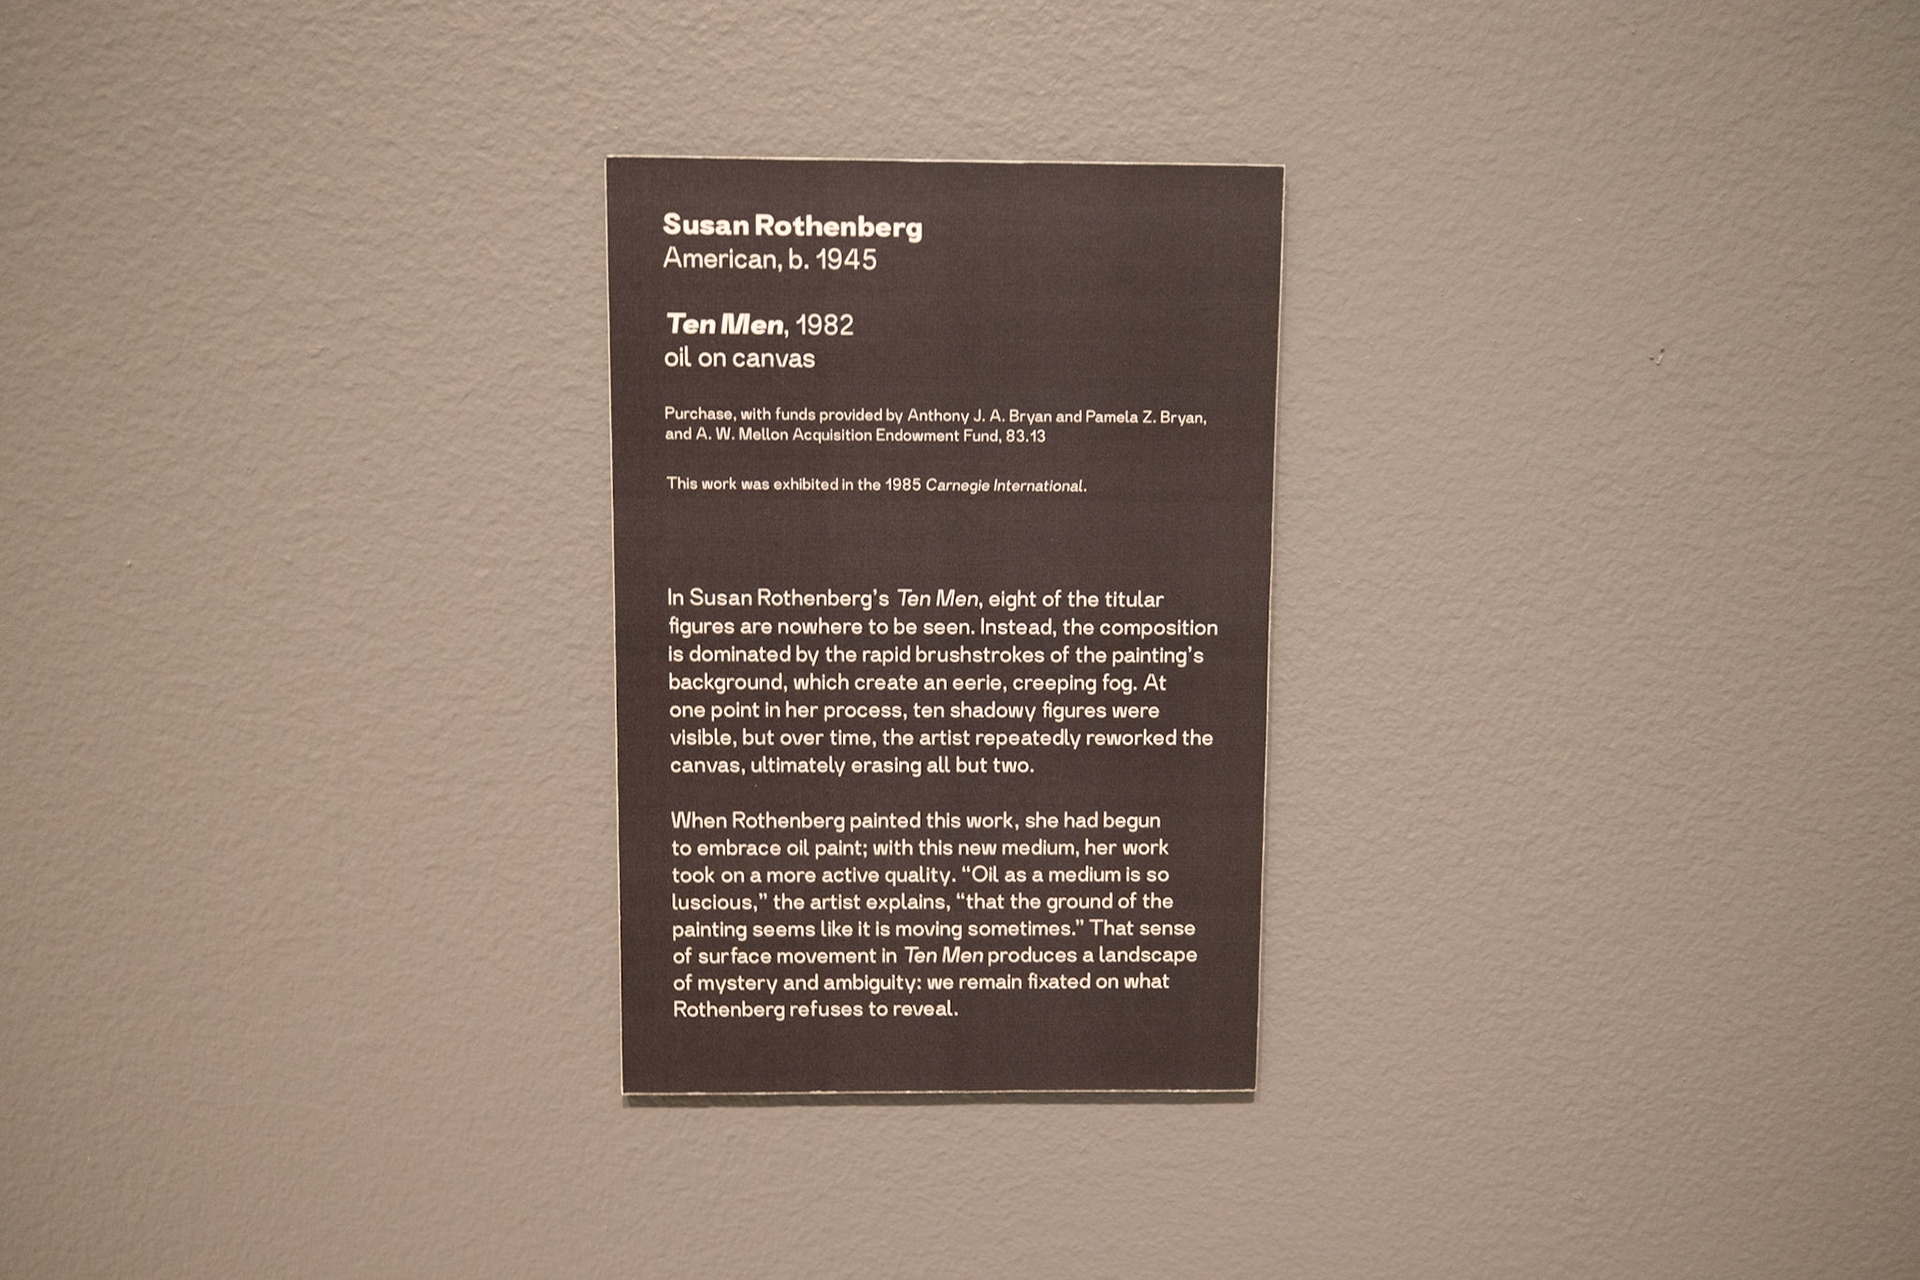 Susan Rothenberg
American, b. 1945
Ten Men, 1982
oil on canvas
Purchase, with funds provided by Anthony J. A. Bryan and Pamela Z. Bryan,
and A. W. Mellon Acquisition Endowment Fund, 83.13
This work was exhibited in the 1985 Carnegie International.
In Susan Rothenberg’s Ten Men, eight of the titular
figures are nowhere to be seen. Instead, the composition
is dominated by the rapid brushstrokes of the painting’s
background, which create an eerie, creeping fog. At
one point in her process, ten shadowy figures were
visible, but over time, the artist repeatedly reworked the
canvas, ultimately erasing all but two.
When Rothenberg painted this work, she had begun
to embrace oil paint; with this new medium, her work
took on a more active quality. “Oil as a medium is so
luscious,” the artist explains, “that the ground of the
painting seems like it is moving sometimes.” That sense
of surface movement in Ten Men produces a landscape
of mystery and ambiguity: we remain fixated on what
Rothenberg refuses to reveal.